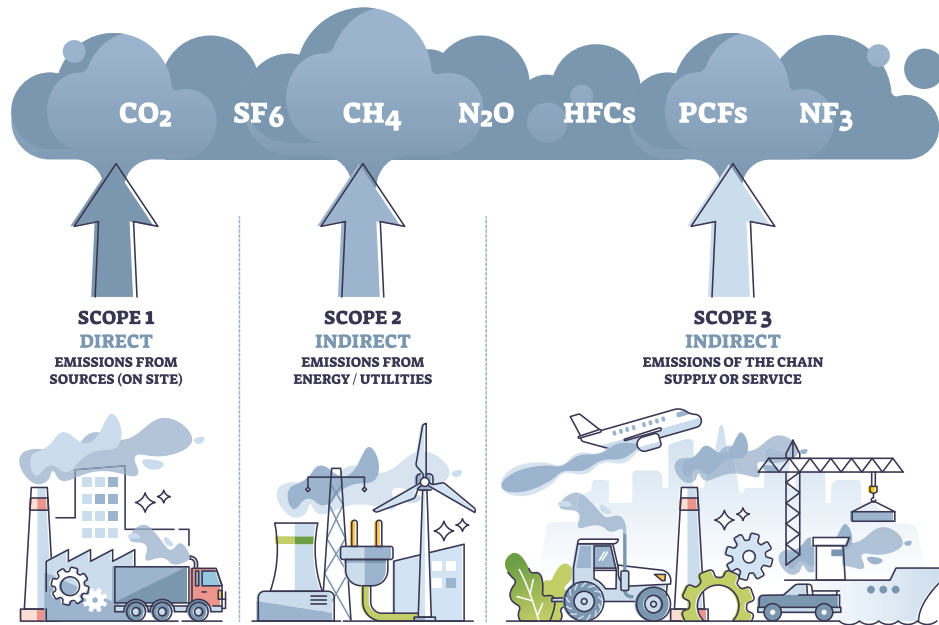 CO2 SF6 CH4 N2O HFCs PCFs NF3
SCOPE 1
DIRECT
EMISSIONS FROM
SOURCES (ON SITE)
SCOPE 2
INDIRECT
EMISSIONS FROM
ENERGY / UTILITIES
SCOPE 3
INDIRECT
EMISSIONS OF THE CHAIN
SUPPLY OR SERVICE